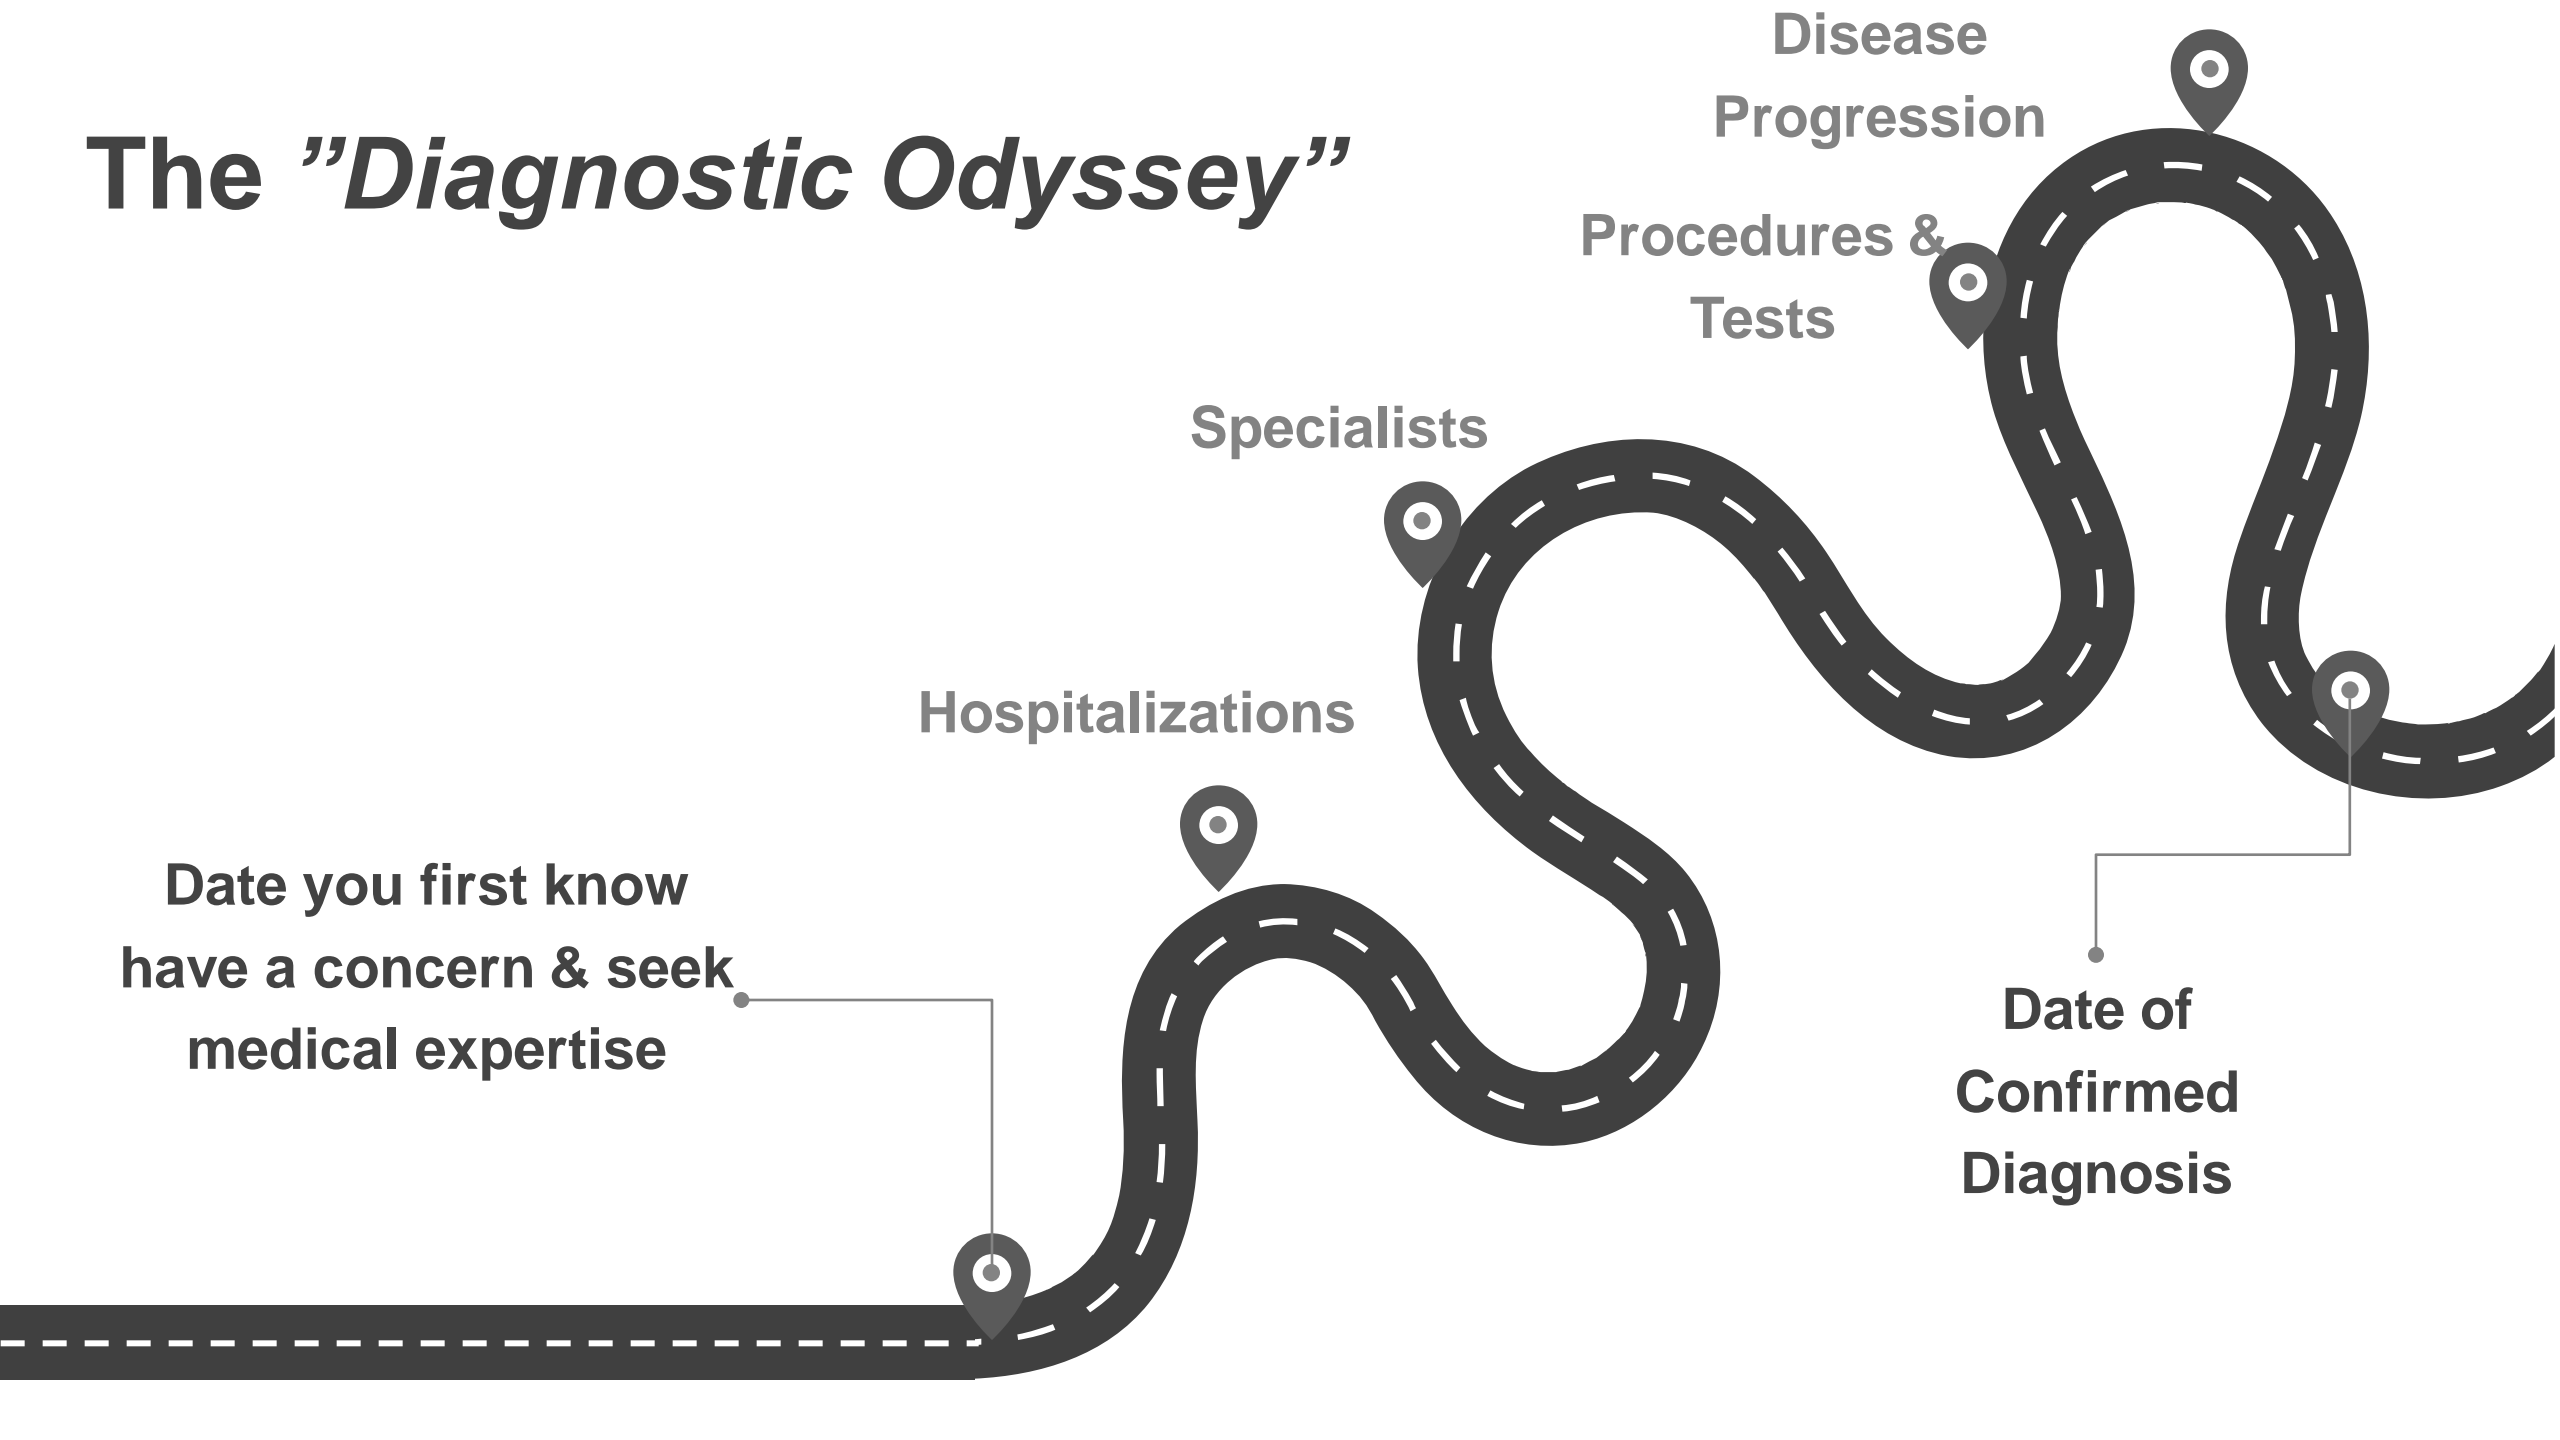 The ”Diagnostic Odyssey”
Disease
Progression
Procedures &
Tests
Specialists
Hospitalizations
Date you first know
have a concern & seek
medical expertise
Date of
Confirmed
Diagnosis